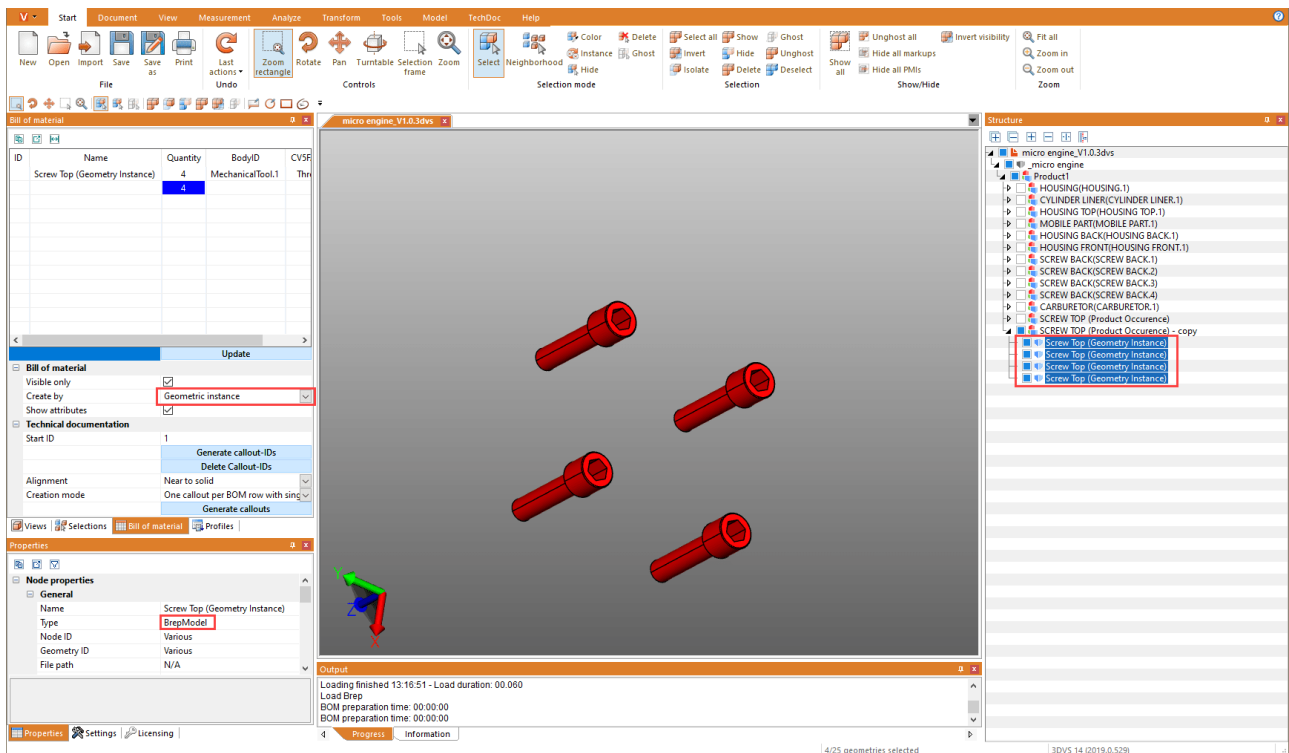 V Start Document View Measurement Analyze Transform Tools Model TechDoc Help
New Open Import Save Save as Print
File
Last actions
Undo
Zoom rectangle Rotate Pan Turntable Selection frame Zoom
Controls
Select Neighborhood
Color Delete
Instance Ghost
Hide
Selection mode
Select all Show Ghost
Invert Hide Unghost
Isolate Delete Deselect
Selection
Show all
Unghost all Invert visibility
Hide all markups
Hide all PMIs
Show/Hide
Fit all
Zoom in
Zoom out
Zoom
Bill of material
ID Name Quantity BodyID CV5F
Screw Top (Geometry Instance) 4 MechanicalTool.1 Thr
4
Update
Bill of material
Visible only
Create by Geometric instance
Show attributes
Technical documentation
Start ID 1
Generate callout-IDs
Delete Callout-IDs
Alignment Near to solid
Creation mode One callout per BOM row with sing
Generate callouts
Views Selections Bill of material Profiles
Properties
Node properties
General
Name Screw Top (Geometry Instance)
Type BrepModel
Node ID Various
Geometry ID Various
File path N/A
Properties Settings Licensing
micro engine_V1.0.3dvs
Y
Z
X
Output
Loading finished 13:16:51 - Load duration: 00.060
Load Brep
BOM preparation time: 00:00:00
BOM preparation time: 00:00:00
Progress Information
Structure
micro engine_V1.0.3dvs
_micro engine
Product1
HOUSING(HOUSING.1)
CYLINDER LINER(CYLINDER LINER.1)
HOUSING TOP(HOUSING TOP.1)
MOBILE PART(MOBILE PART.1)
HOUSING BACK(HOUSING BACK.1)
HOUSING FRONT(HOUSING FRONT.1)
SCREW BACK(SCREW BACK.1)
SCREW BACK(SCREW BACK.2)
SCREW BACK(SCREW BACK.3)
SCREW BACK(SCREW BACK.4)
CARBURETOR(CARBURETOR.1)
SCREW TOP (Product Occurence)
SCREW TOP (Product Occurence) - copy
Screw Top (Geometry Instance)
Screw Top (Geometry Instance)
Screw Top (Geometry Instance)
Screw Top (Geometry Instance)
4/25 geometries selected 3DVS 14 (2019.0.529)